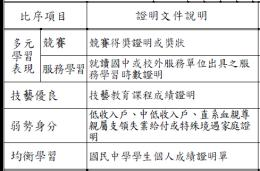 比序項目 證明文件說明
多元學習表現 競賽 競賽得獎證明或獎狀
服務學習 就讀國中或校外服務單位出具之服
務學習時數證明
技藝優良 技藝教育課程成績證明
弱勢身分 低收入戶、中低收入戶、直系血親尊
親屬支領失業給付或特殊境遇家庭證
明
均衡學習 國民中學學生個人成績證明單